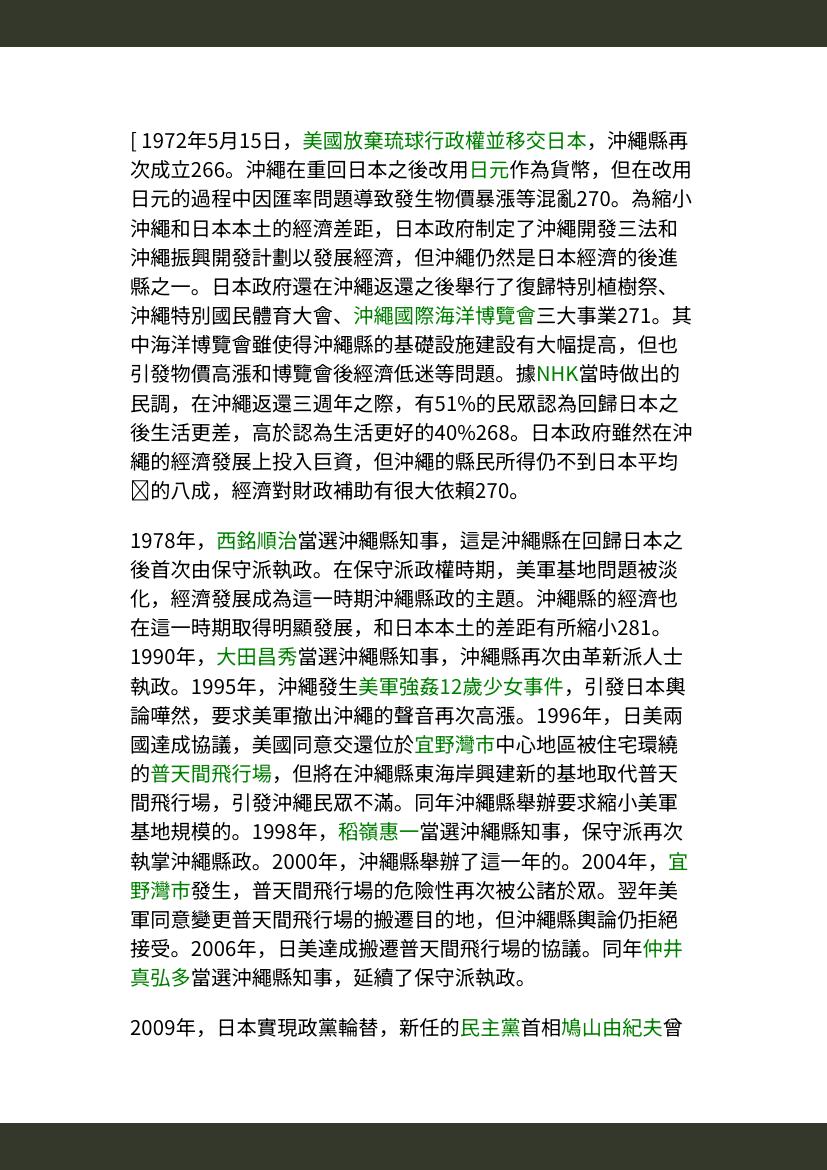 [ 1972年5月15日，美國放棄琉球行政權並移交日本，沖繩縣再
次成立266。沖繩在重回日本之後改用日元作為貨幣，但在改用
日元的過程中因匯率問題導致發生物價暴漲等混亂270。為縮小
沖繩和日本本土的經濟差距，日本政府制定了沖繩開發三法和
沖繩振興開發計劃以發展經濟，但沖繩仍然是日本經濟的後進
縣之一。日本政府還在沖繩返還之後舉行了復歸特別植樹祭、
沖繩特別國民體育大會、沖繩國際海洋博覽會三大事業271。其
中海洋博覽會雖使得沖繩縣的基礎設施建設有大幅提高，但也
引發物價高漲和博覽會後經濟低迷等問題。據NHK當時做出的
民調，在沖繩返還三週年之際，有51%的民眾認為回歸日本之
後生活更差，高於認為生活更好的40%268。日本政府雖然在沖
繩的經濟發展上投入巨資，但沖繩的縣民所得仍不到日本平均
的八成，經濟對財政補助有很大依賴270。
1978年，西銘順治當選沖繩縣知事，這是沖繩縣在回歸日本之
後首次由保守派執政。在保守派政權時期，美軍基地問題被淡
化，經濟發展成為這一時期沖繩縣政的主題。沖繩縣的經濟也
在這一時期取得明顯發展，和日本本土的差距有所縮小281。
1990年，大田昌秀當選沖繩縣知事，沖繩縣再次由革新派人士
執政。1995年，沖繩發生美軍強姦12歲少女事件，引發日本輿
論嘩然，要求美軍撤出沖繩的聲音再次高漲。1996年，日美兩
國達成協議，美國同意交還位於宜野灣市中心地區被住宅環繞
的普天間飛行場，但將在沖繩縣東海岸興建新的基地取代普天
間飛行場，引發沖繩民眾不滿。同年沖繩縣舉辦要求縮小美軍
基地規模的。1998年，稻嶺惠一當選沖繩縣知事，保守派再次
執掌沖繩縣政。2000年，沖繩縣舉辦了這一年的。2004年，宜
野灣市發生，普天間飛行場的危險性再次被公諸於眾。翌年美
軍同意變更普天間飛行場的搬遷目的地，但沖繩縣輿論仍拒絕
接受。2006年，日美達成搬遷普天間飛行場的協議。同年仲井
真弘多當選沖繩縣知事，延續了保守派執政。
2009年，日本實現政黨輪替，新任的民主黨首相鳩山由紀夫曾